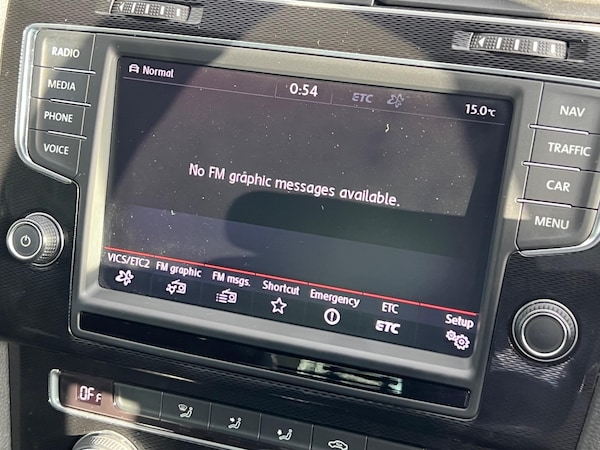 RADIO
MEDIA
PHONE
VOICE
Normal
0:54
ETC
15.0°C
No FM graphic messages available.
VICS/ETC2 FM graphic FM msgs. Shortcut Emergency ETC Setup
ETC
NAV
TRAFFIC
CAR
MENU
OFF